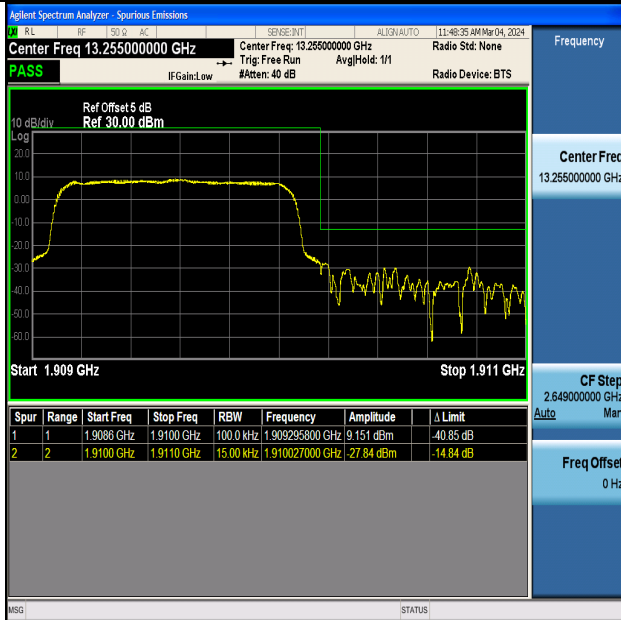 Agilent Spectrum Analyzer - Spurious Emissions
LXI RL RF 50 Ω AC SENSE:INT ALIGN AUTO 11:48:35 AM Mar 04, 2024
Center Freq 13.255000000 GHz
Center Freq: 13.255000000 GHz
Radio Std: None
Trig: Free Run Avg|Hold: 1/1
PASS
IFGain:Low
#Atten: 40 dB
Radio Device: BTS
Ref Offset 5 dB
10 dB/div Ref 30.00 dBm
Log
20.0
10.0
0.00
-10.0
-20.0
-30.0
-40.0
-50.0
-60.0
Start 1.909 GHz Stop 1.911 GHz
Spur Range Start Freq Stop Freq RBW Frequency Amplitude Δ Limit
1 1 1.9086 GHz 1.9100 GHz 100.0 kHz 1.909295800 GHz 9.151 dBm -40.85 dB
2 2 1.9100 GHz 1.9110 GHz 15.00 kHz 1.910027000 GHz -27.84 dBm -14.84 dB
MSG STATUS
Frequency
Center Freq
13.255000000 GHz
CF Step
2.649000000 GHz
Auto Man
Freq Offset
0 Hz